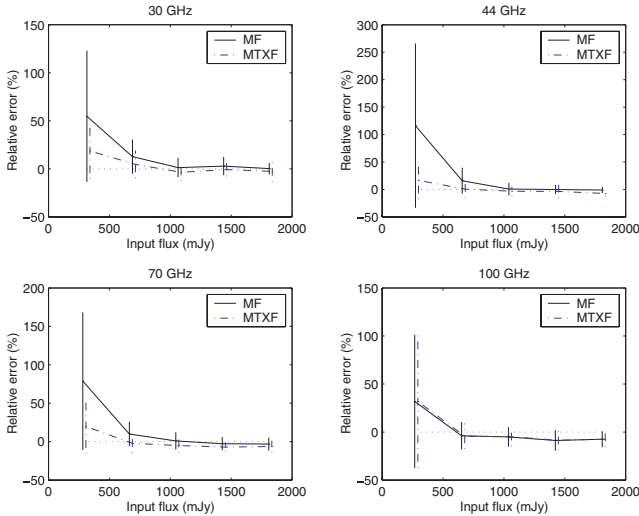 30 GHz
150
100
50
0
−50
0
500
1000
1500
2000
Relative error (%)
Input flux (mJy)
MF
MTXF
44 GHz
300
250
200
150
100
50
0
−50
0
500
1000
1500
2000
Relative error (%)
Input flux (mJy)
MF
MTXF
70 GHz
200
150
100
50
0
−50
0
500
1000
1500
2000
Relative error (%)
Input flux (mJy)
MF
MTXF
100 GHz
150
100
50
0
−50
0
500
1000
1500
2000
Relative error (%)
Input flux (mJy)
MF
MTXF